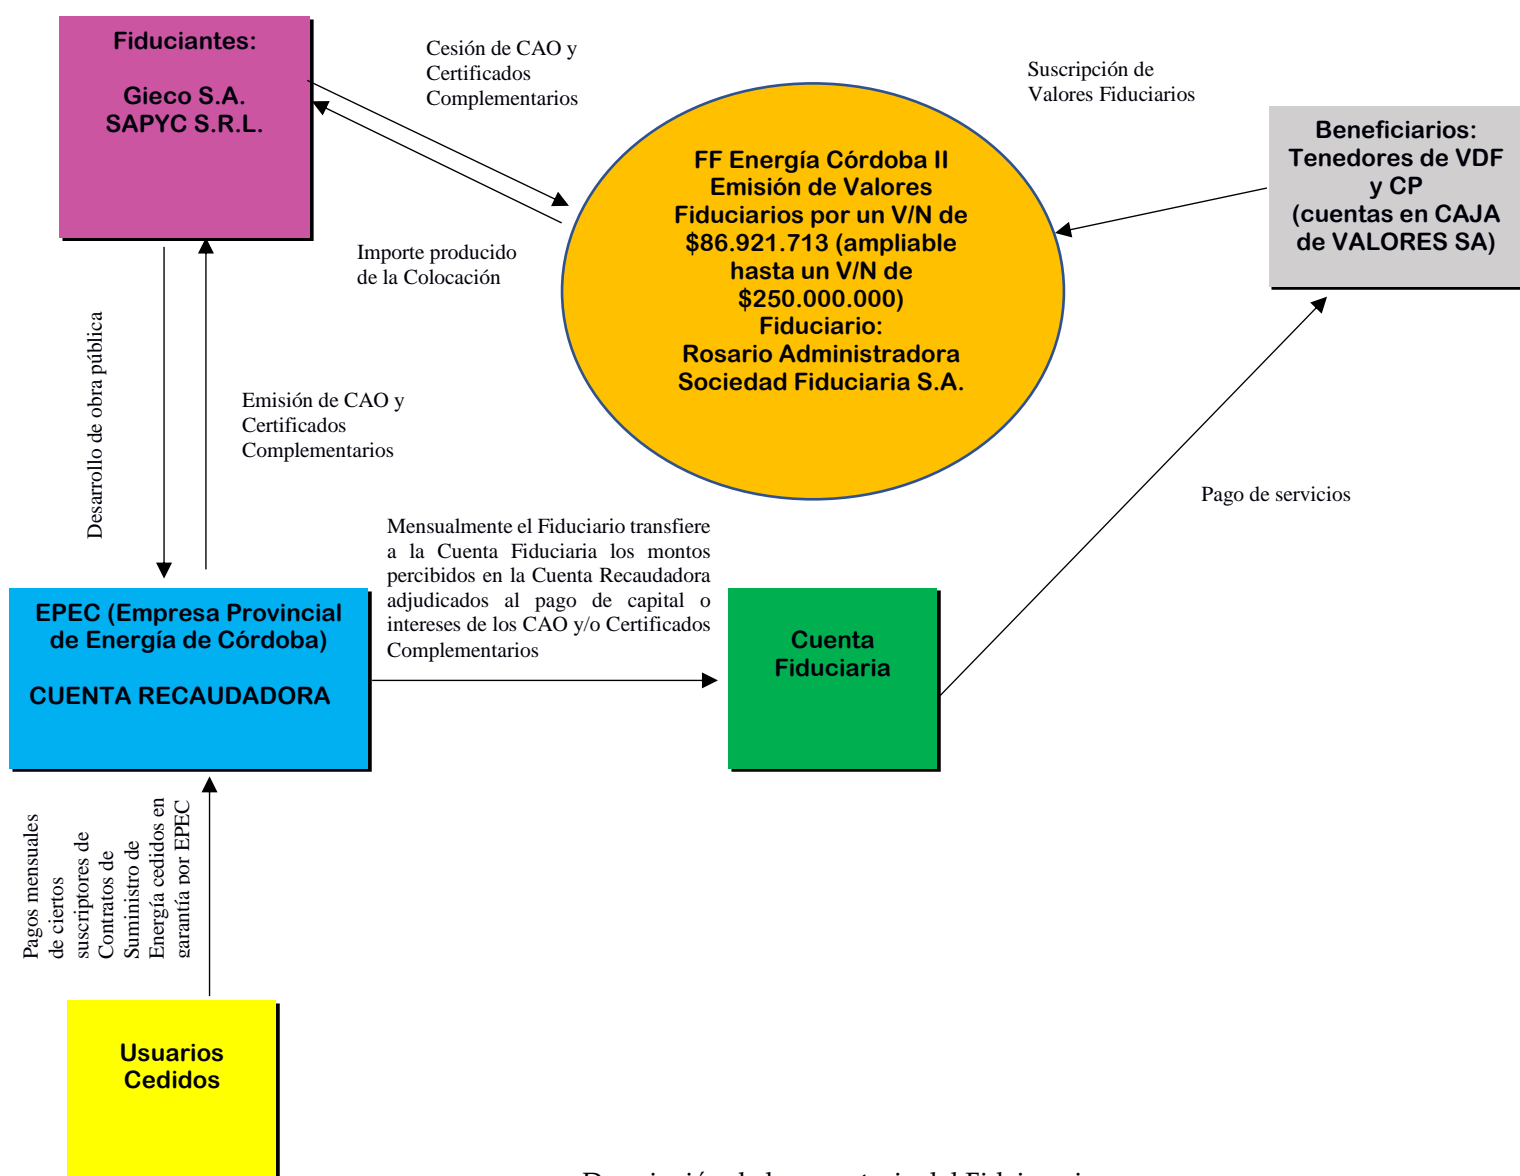 Fiduciantes:
Gieco S.A.
SAPYC S.R.L.
Cesión de CAO y
Certificados
Complementarios
Suscripción de
Valores Fiduciarios
Beneficiarios:
Tenedores de VDF
y CP
(cuentas en CAJA
de VALORES SA)
FF Energía Córdoba II
Emisión de Valores
Fiduciarios por un V/N de
$86.921.713 (ampliable
hasta un V/N de
$250.000.000)
Fiduciario:
Rosario Administradora
Sociedad Fiduciaria S.A.
Importe producido
de la Colocación
Desarrollo de obra pública
Emisión de CAO y
Certificados
Complementarios
Pago de servicios
Mensualmente el Fiduciario transfiere
a la Cuenta Fiduciaria los montos
percibidos en la Cuenta Recaudadora
adjudicados al pago de capital o
intereses de los CAO y/o Certificados
Complementarios
EPEC (Empresa Provincial
de Energía de Córdoba)
CUENTA RECAUDADORA
Cuenta
Fiduciaria
Pagos mensuales
de ciertos
suscriptores de
Contratos de
Suministro de
Energía cedidos en
garantía por EPEC
Usuarios
Cedidos